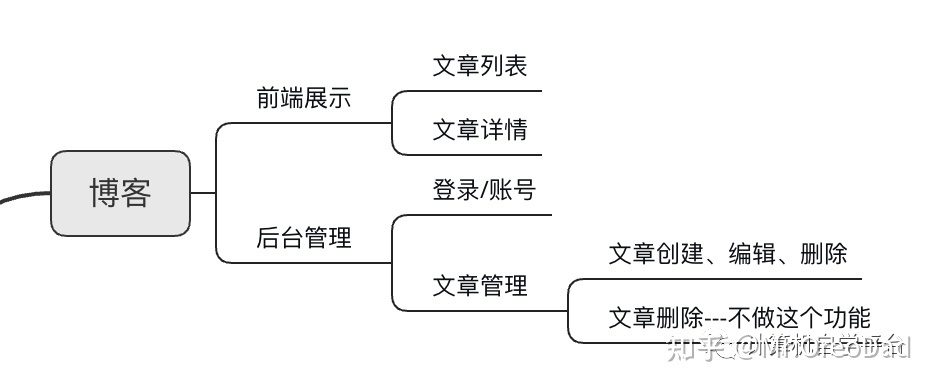 博客
前端展示
文章列表
文章详情
后台管理
登录/账号
文章管理
文章创建、编辑、删除
文章删除---不做这个功能
知乎 @MrOreoDad